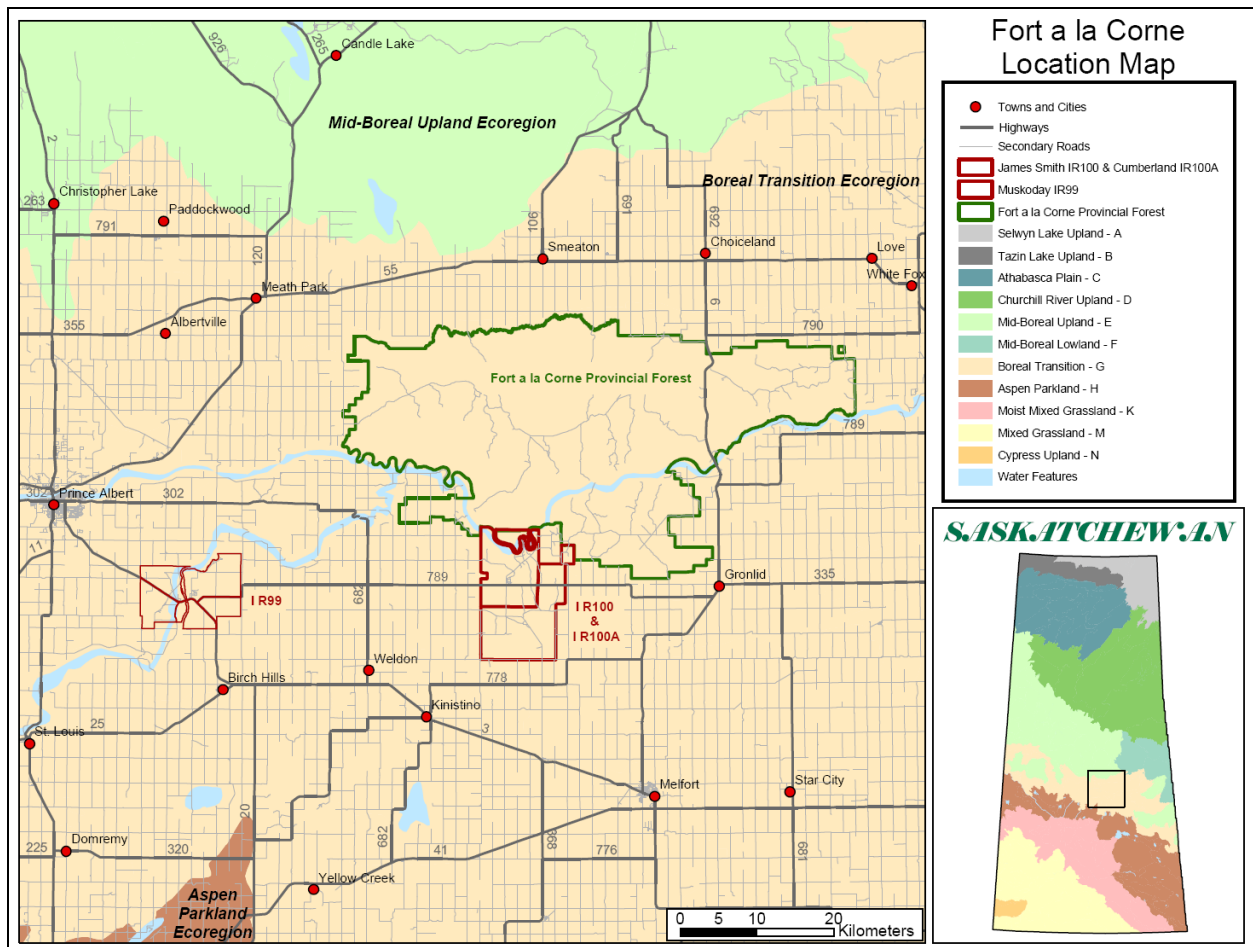 Fort a la Corne
Location Map
Towns and Cities
Highways
Secondary Roads
James Smith IR100 & Cumberland IR100A
Muskoday IR99
Fort a la Corne Provincial Forest
Selwyn Lake Upland - A
Tazin Lake Upland - B
Athabasca Plain - C
Churchill River Upland - D
Mid-Boreal Upland - E
Mid-Boreal Lowland - F
Boreal Transition - G
Aspen Parkland - H
Moist Mixed Grassland - K
Mixed Grassland - M
Cypress Upland - N
Water Features
SASKATCHEWAN
926
265
Candle Lake
2
Mid-Boreal Upland Ecoregion
Boreal Transition Ecoregion
Christopher Lake
263
Paddockwood
791
120
106
691
692
Smeaton
Choiceland
Love
White Fox
55
Meath Park
6
355
Albertville
790
Fort a la Corne Provincial Forest
789
302
Prince Albert
302
11
I R99
682
789
I R100
&
I R100A
Gronlid
335
Weldon
Birch Hills
778
Kinistino
25
St. Louis
3
Melfort
Star City
20
682
Domremy
225
320
41
868
776
681
Yellow Creek
Aspen
Parkland
Ecoregion
0 5 10 20
Kilometers